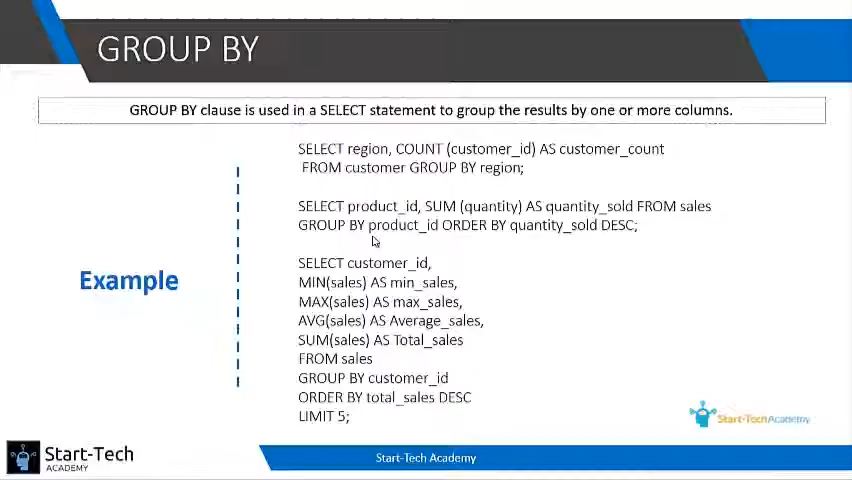 GROUP BY
GROUP BY clause is used in a SELECT statement to group the results by one or more columns.
SELECT region, COUNT (customer_id) AS customer_count
FROM customer GROUP BY region;
SELECT product_id, SUM (quantity) AS quantity_sold FROM sales
GROUP BY product_id ORDER BY quantity_sold DESC;
Example
SELECT customer_id,
MIN(sales) AS min_sales,
MAX(sales) AS max_sales,
AVG(sales) AS Average_sales,
SUM(sales) AS Total_sales
FROM sales
GROUP BY customer_id
ORDER BY total_sales DESC
LIMIT 5;
Start-TechAcademy
Start-Tech
ACADEMY
Start-Tech Academy